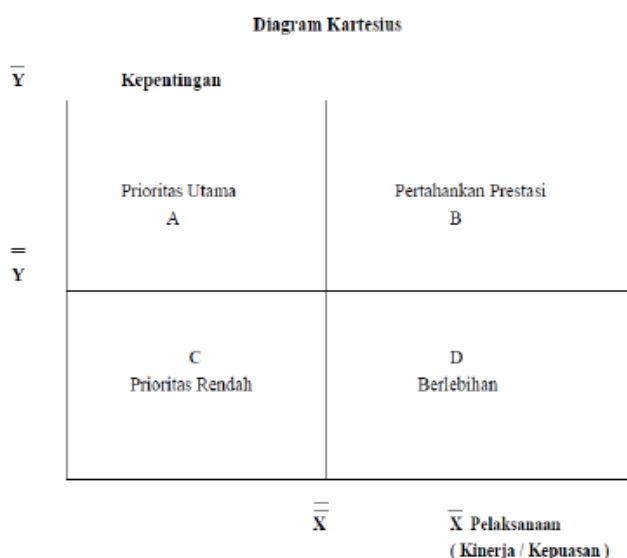 Diagram Kartesius
Y̅ Kepentingan
Prioritas Utama
A
Pertahankan Prestasi
B
Y̿
C
Prioritas Rendah
D
Berlebihan
X̿
X̅ Pelaksanaan
( Kinerja / Kepuasan )